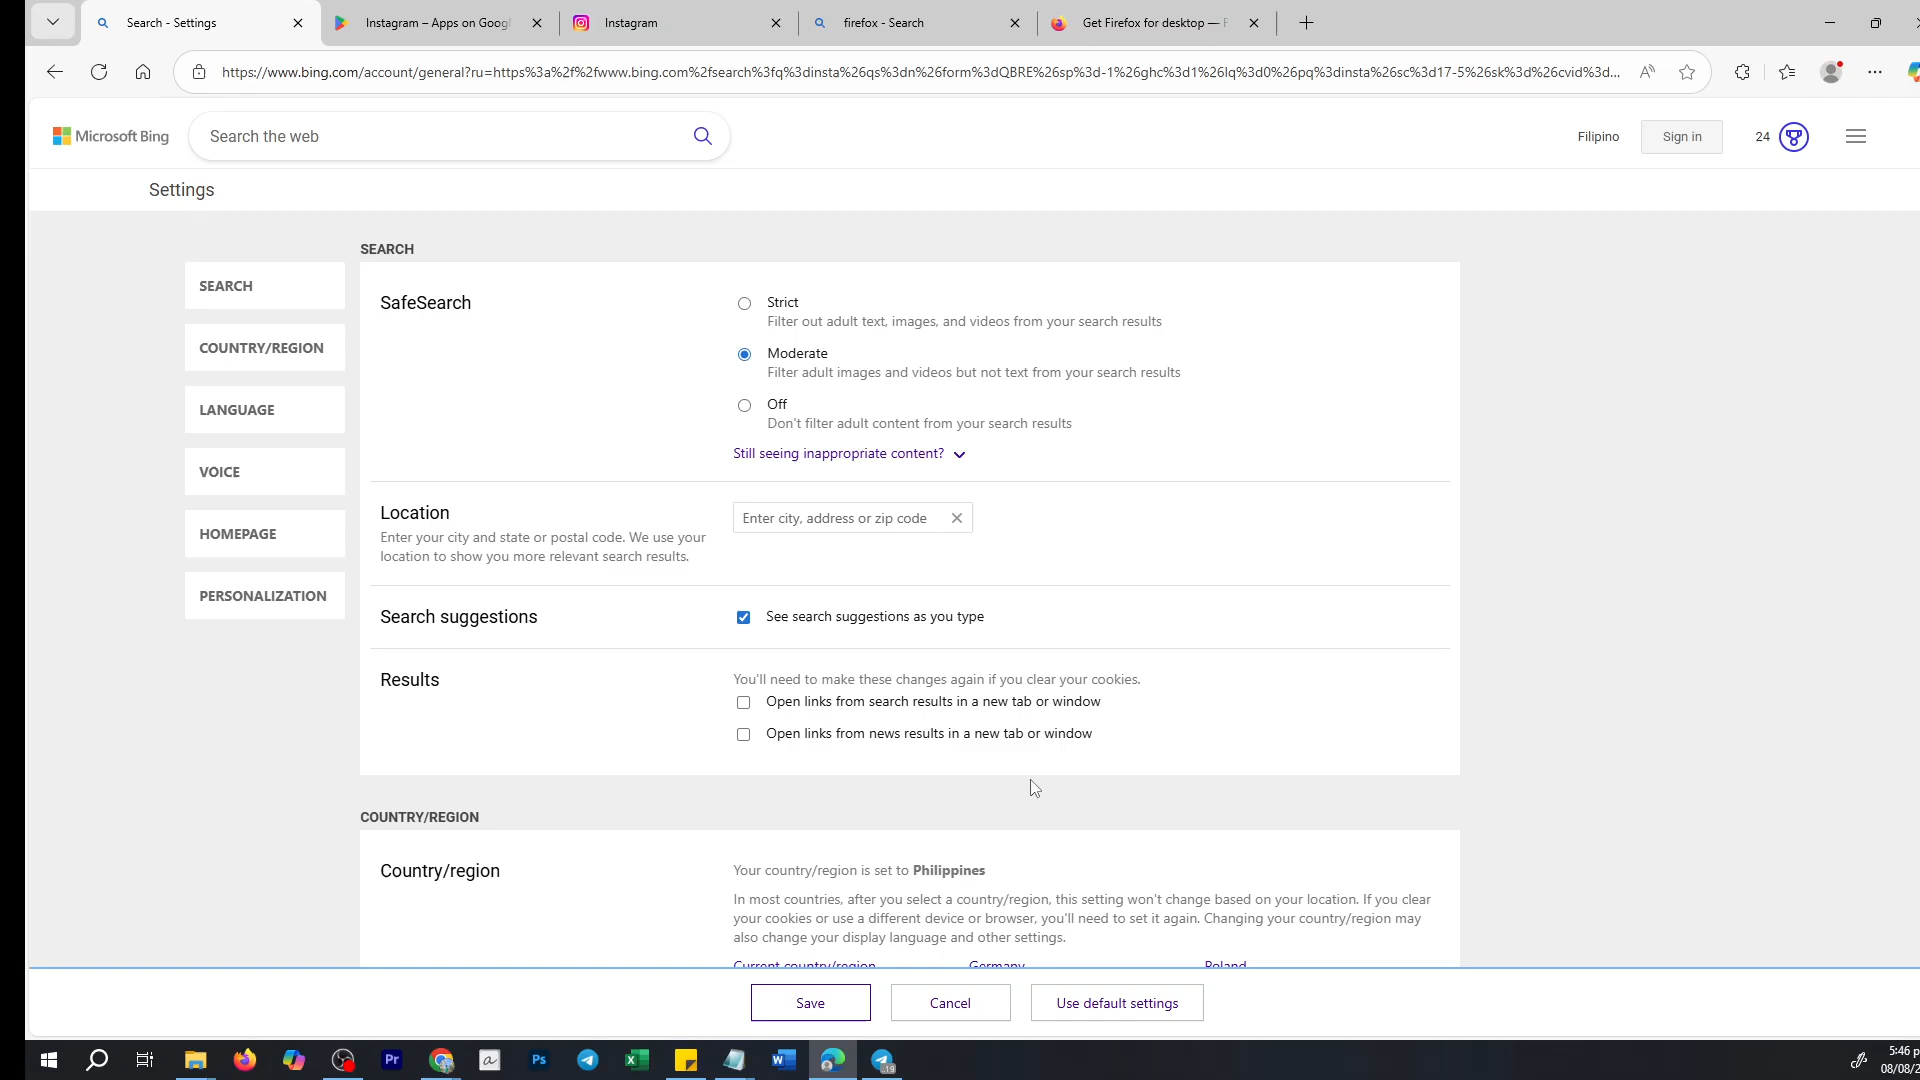 Search - Settings
Instagram – Apps on Googl
Instagram
firefox - Search
Get Firefox for desktop —
https://www.bing.com/account/general?ru=https%3a%2f%2fwww.bing.com%2fsearch%3fq%3dinsta%26qs%3dn%26form%3dQBRE%26sp%3d-1%26ghc%3d1%26lq%3d0%26pq%3dinsta%26sc%3d17-5%26sk%3d%26cvid%3d...
Microsoft Bing
Search the web
Filipino
Sign in
24
Settings
SEARCH
COUNTRY/REGION
LANGUAGE
VOICE
HOMEPAGE
PERSONALIZATION
SEARCH
SafeSearch
Strict
Filter out adult text, images, and videos from your search results
Moderate
Filter adult images and videos but not text from your search results
Off
Don't filter adult content from your search results
Still seeing inappropriate content?
Location
Enter your city and state or postal code. We use your
location to show you more relevant search results.
Enter city, address or zip code
Search suggestions
See search suggestions as you type
Results
You'll need to make these changes again if you clear your cookies.
Open links from search results in a new tab or window
Open links from news results in a new tab or window
COUNTRY/REGION
Country/region
Your country/region is set to Philippines
In most countries, after you select a country/region, this setting won't change based on your location. If you clear
your cookies or use a different device or browser, you'll need to set it again. Changing your country/region may
also change your display language and other settings.
Current country/region
Germany
Poland
Save
Cancel
Use default settings
Pr
a
Ps
19
5:46 p
08/08/2